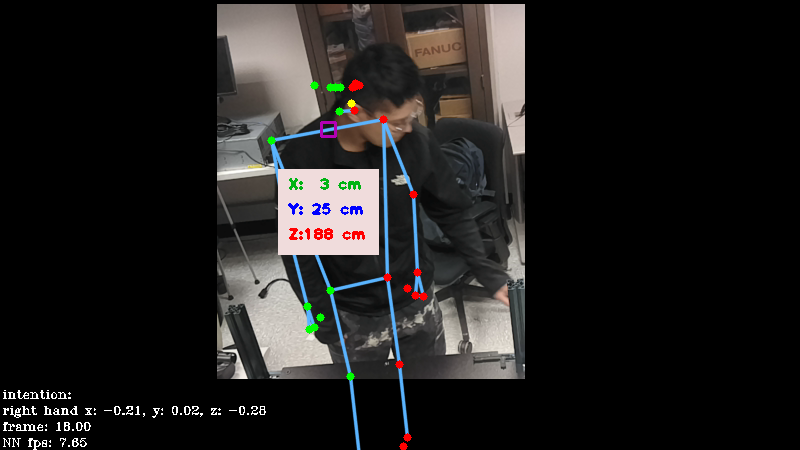 FANUC
X: 3 cm
Y: 25 cm
Z:188 cm
intention:
right hand x: −0.21, y: 0.02, z: −0.28
frame: 18.00
NN fps: 7.65